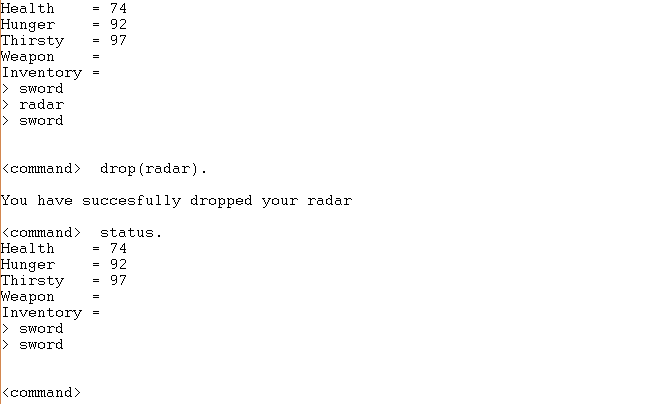 Health    = 74
Hunger    = 92
Thirsty   = 97
Weapon    =
Inventory =
> sword
> radar
> sword
<command>  drop(radar).
You have succesfully dropped your radar
<command>  status.
Health    = 74
Hunger    = 92
Thirsty   = 97
Weapon    =
Inventory =
> sword
> sword
<command>